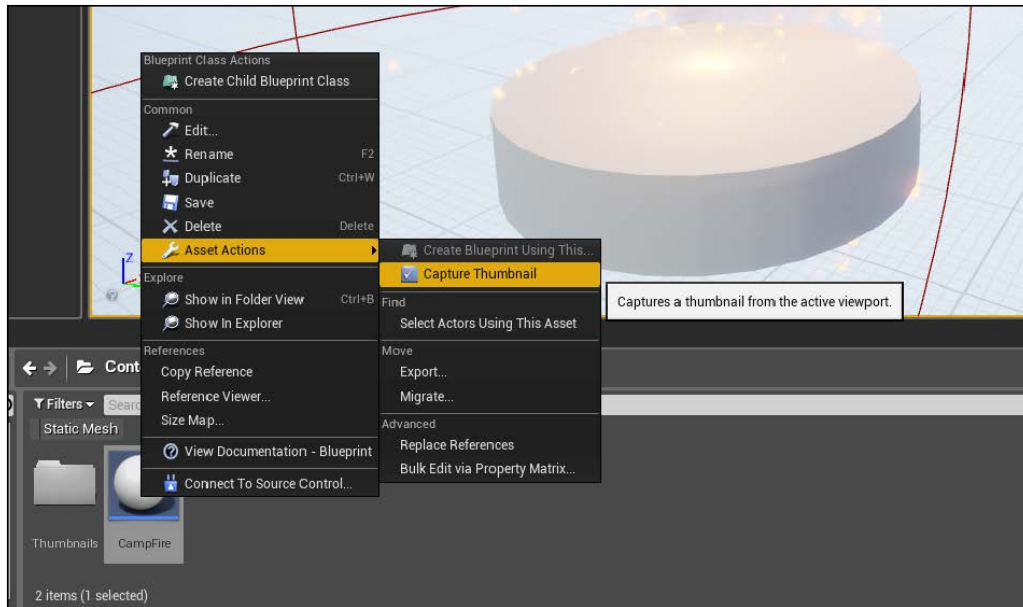 Blueprint Class Actions
Create Child Blueprint Class
Common
Edit...
Rename F2
Duplicate Ctrl+W
Save
Delete Delete
Asset Actions
Explore
Show in Folder View Ctrl+B
Show In Explorer
References
Copy Reference
Reference Viewer...
Size Map...
View Documentation - Blueprint
Connect To Source Control...
Create Blueprint Using This...
Capture Thumbnail
Find
Select Actors Using This Asset
Move
Export...
Migrate...
Advanced
Replace References
Bulk Edit via Property Matrix...
Captures a thumbnail from the active viewport.
Z
Filters
Static Mesh
Thumbnails
CampFire
2 items (1 selected)